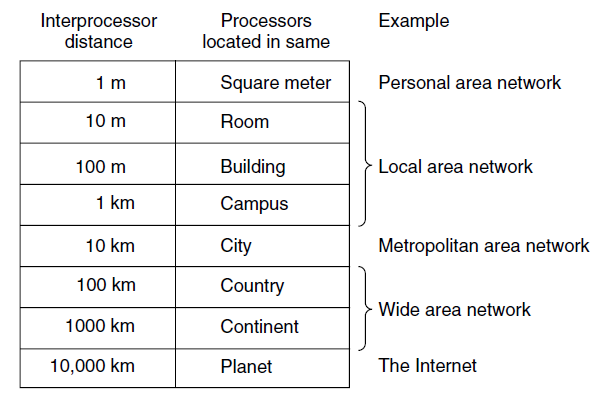 Interprocessor distance Processors located in same Example
1 m Square meter Personal area network
10 m Room
100 m Building Local area network
1 km Campus
10 km City Metropolitan area network
100 km Country
Wide area network
1000 km Continent
10,000 km Planet The Internet